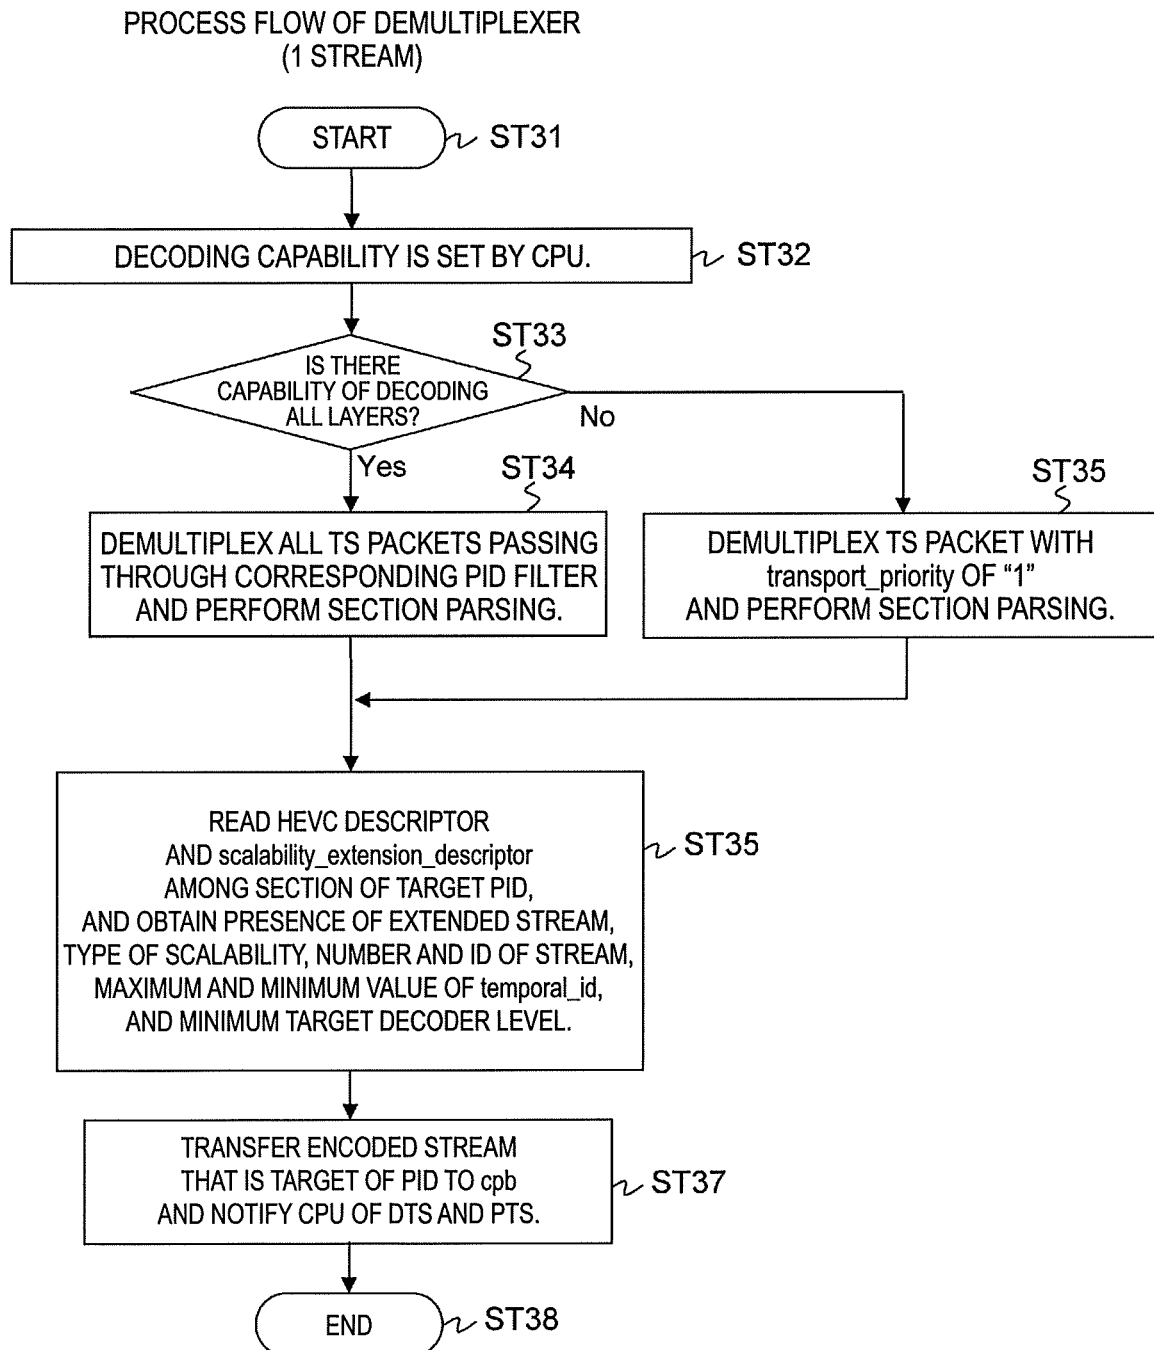 PROCESS FLOW OF DEMULTIPLEXER
(1 STREAM)
START
ST31
DECODING CAPABILITY IS SET BY CPU.
ST32
ST33
IS THERE
CAPABILITY OF DECODING
ALL LAYERS?
No
Yes
ST34
DEMULTIPLEX ALL TS PACKETS PASSING
THROUGH CORRESPONDING PID FILTER
AND PERFORM SECTION PARSING.
ST35
DEMULTIPLEX TS PACKET WITH
transport_priority OF “1”
AND PERFORM SECTION PARSING.
READ HEVC DESCRIPTOR
AND scalability_extension_descriptor
AMONG SECTION OF TARGET PID,
AND OBTAIN PRESENCE OF EXTENDED STREAM,
TYPE OF SCALABILITY, NUMBER AND ID OF STREAM,
MAXIMUM AND MINIMUM VALUE OF temporal_id,
AND MINIMUM TARGET DECODER LEVEL.
ST35
TRANSFER ENCODED STREAM
THAT IS TARGET OF PID TO cpb
AND NOTIFY CPU OF DTS AND PTS.
ST37
END
ST38